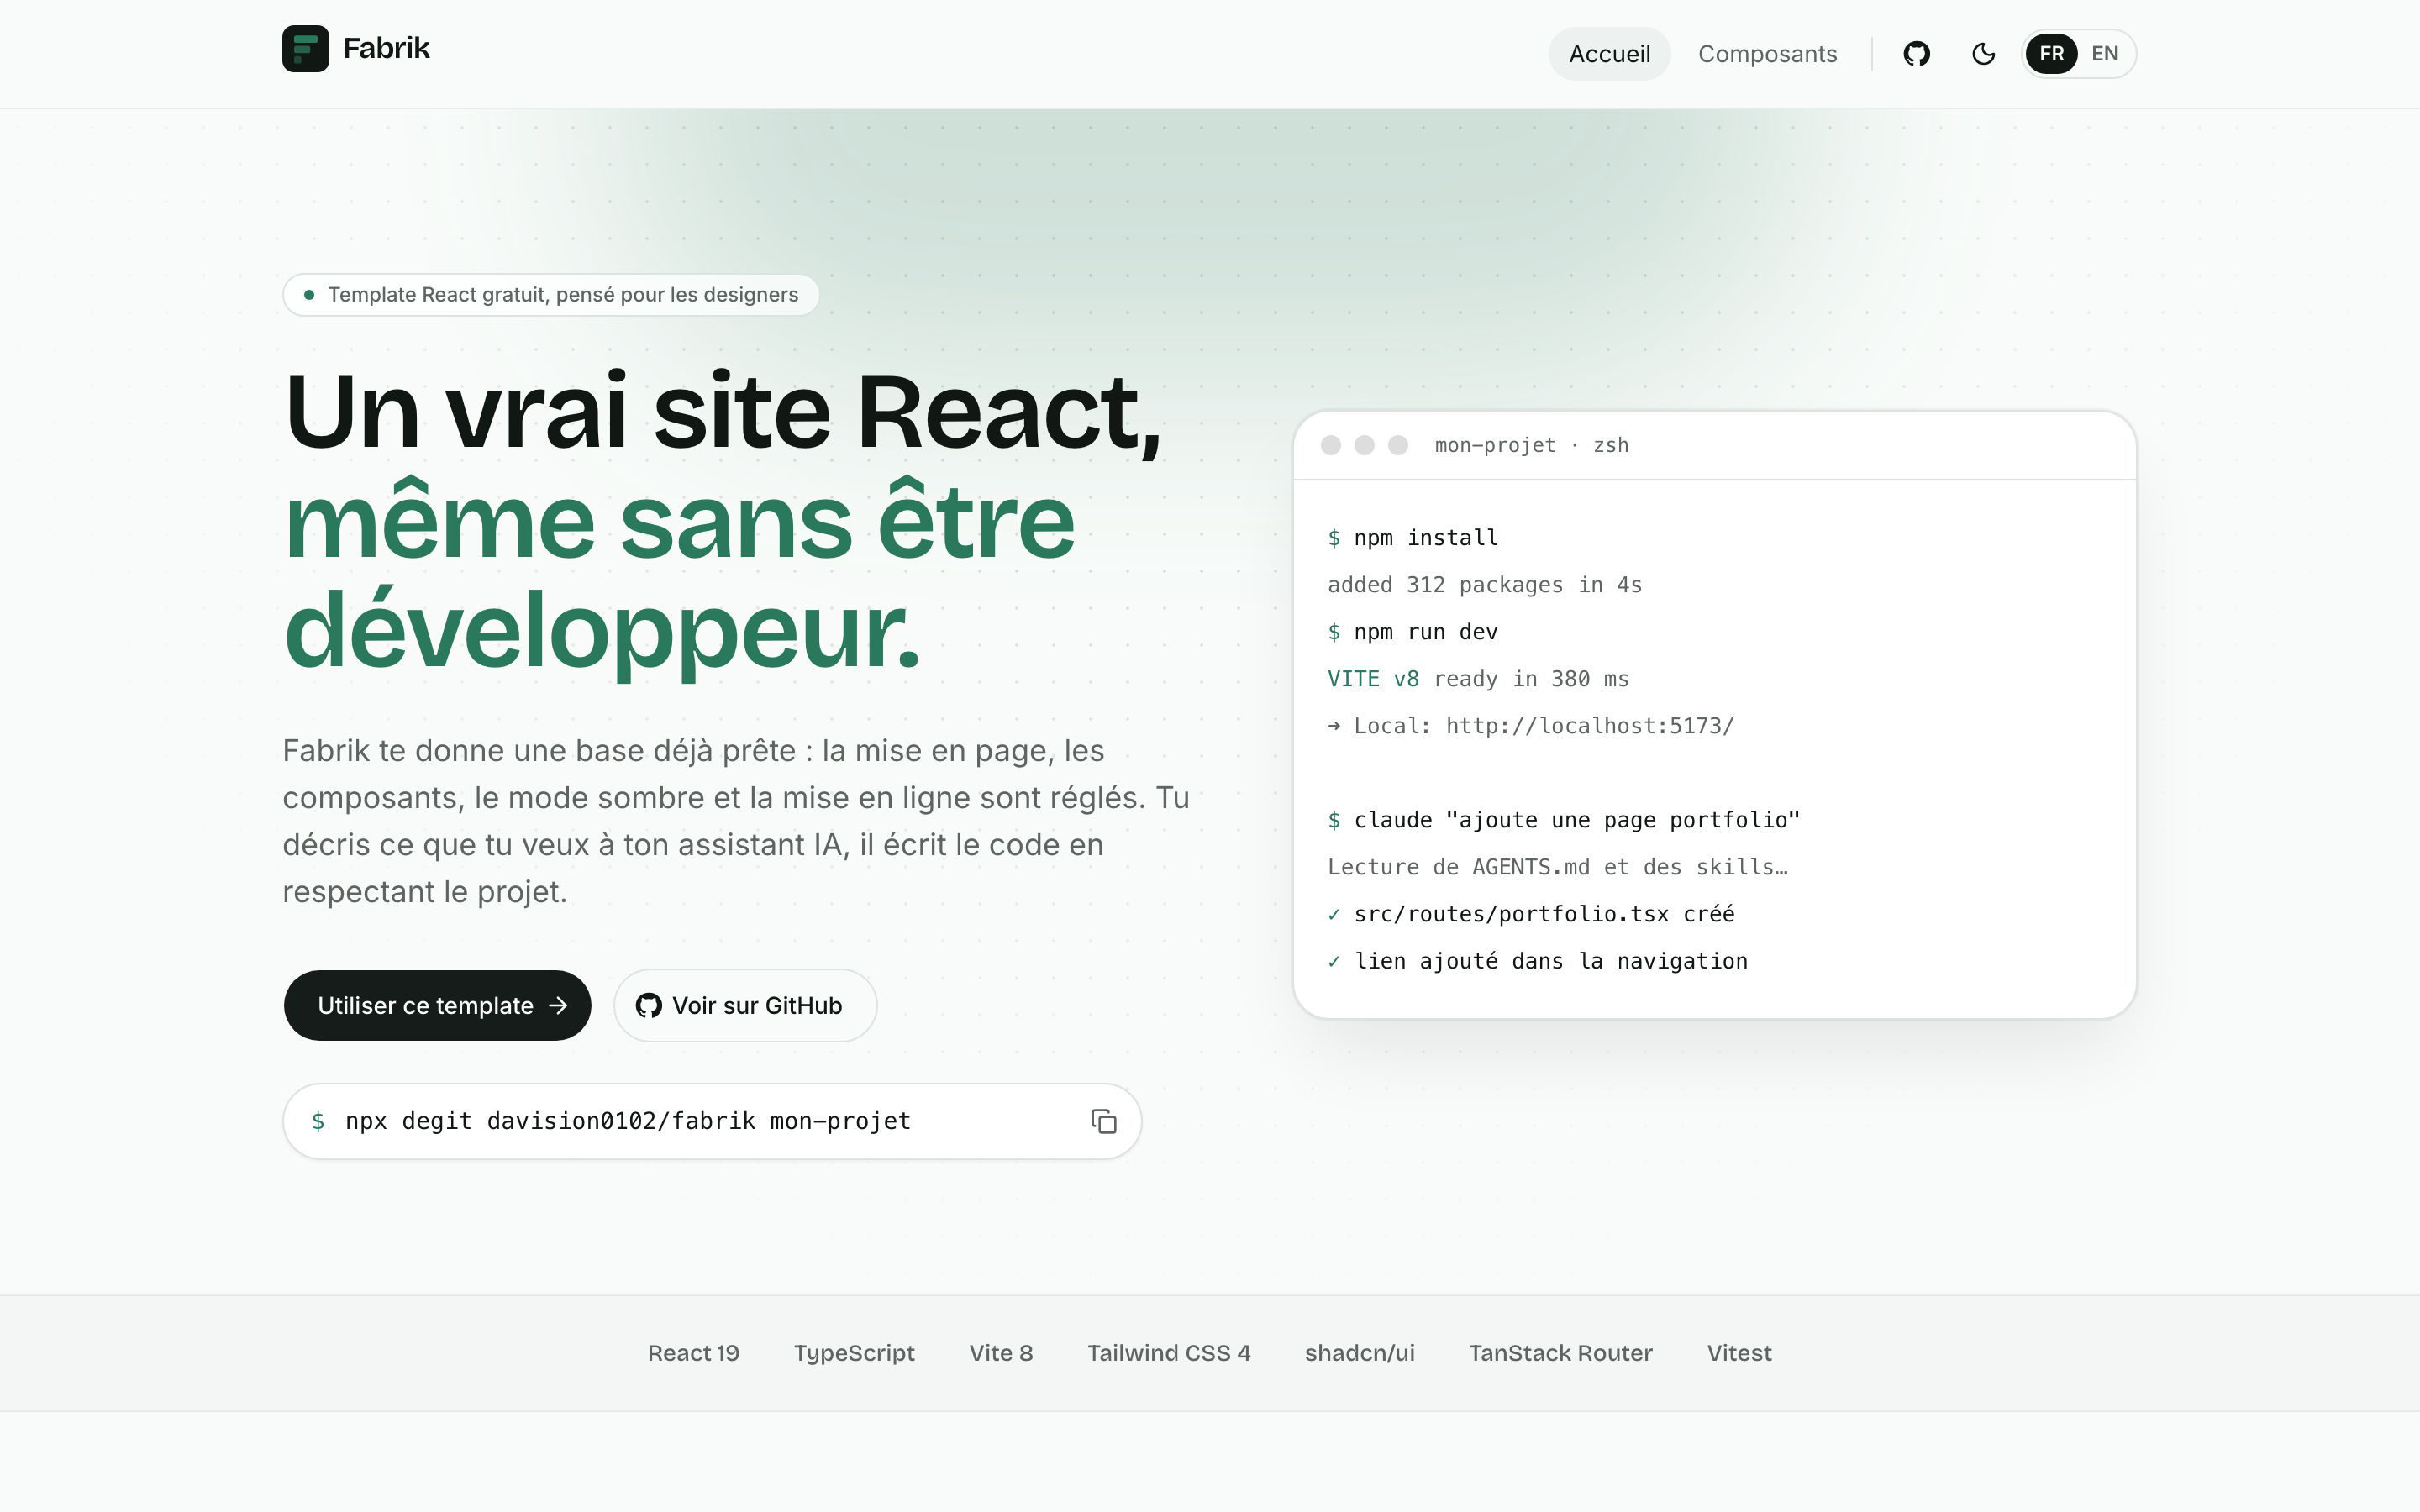 Fabrik
Accueil
Composants
FR
EN
Template React gratuit, pensé pour les designers
Un vrai site React,
même sans être
développeur.
Fabrik te donne une base déjà prête : la mise en page, les
composants, le mode sombre et la mise en ligne sont réglés. Tu
décris ce que tu veux à ton assistant IA, il écrit le code en
respectant le projet.
Utiliser ce template →
Voir sur GitHub
$ npx degit davision0102/fabrik mon-projet
mon-projet · zsh
$ npm install
added 312 packages in 4s
$ npm run dev
VITE v8 ready in 380 ms
➜ Local: http://localhost:5173/
$ claude "ajoute une page portfolio"
Lecture de AGENTS.md et des skills…
✓ src/routes/portfolio.tsx créé
✓ lien ajouté dans la navigation
React 19
TypeScript
Vite 8
Tailwind CSS 4
shadcn/ui
TanStack Router
Vitest